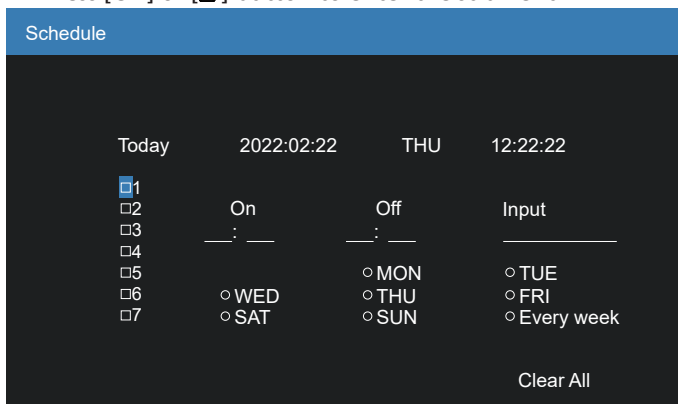 Schedule
Today 2022:02:22 THU 12:22:22
□1
□2 On Off Input
□3 __:__ __:__ ________
□4
□5 ○ MON ○ TUE
□6 ○ WED ○ THU ○ FRI
□7 ○ SAT ○ SUN ○ Every week
Clear All